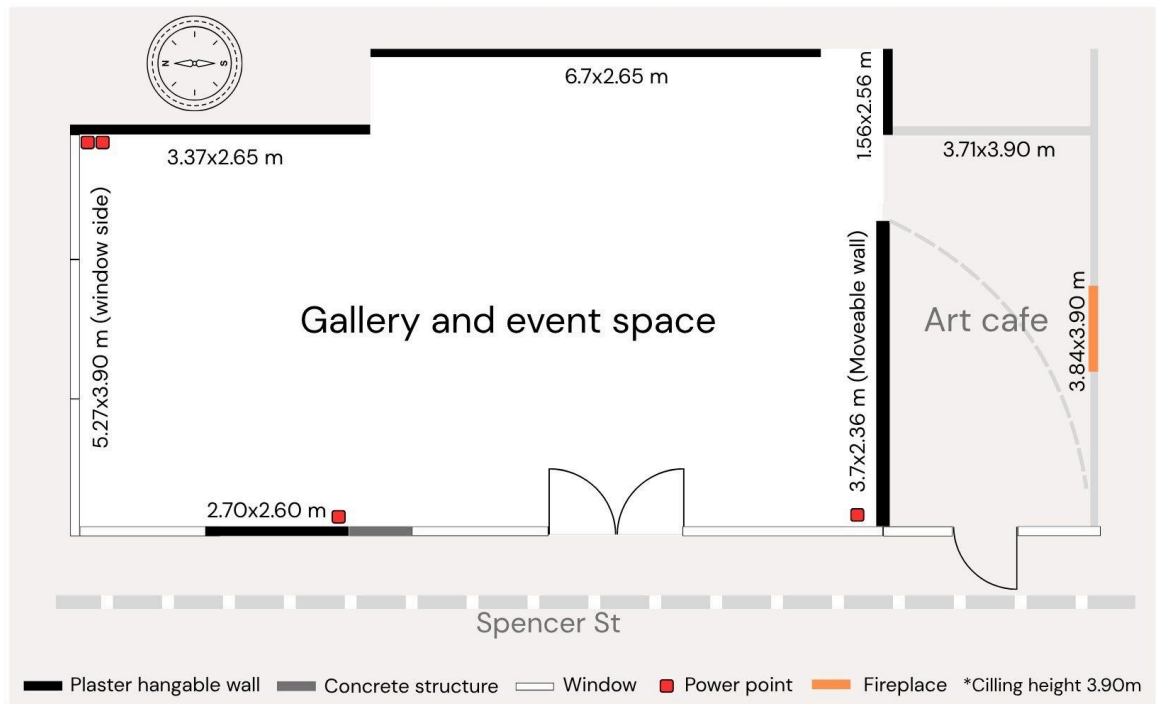 N S
6.7x2.65 m
1.56x2.56 m
3.37x2.65 m
3.71x3.90 m
5.27x3.90 m (window side)
Gallery and event space
3.7x2.36 m (Moveable wall)
Art cafe
3.84x3.90 m
2.70x2.60 m
Spencer St
Plaster hangable wall Concrete structure Window Power point Fireplace *Cilling height 3.90m